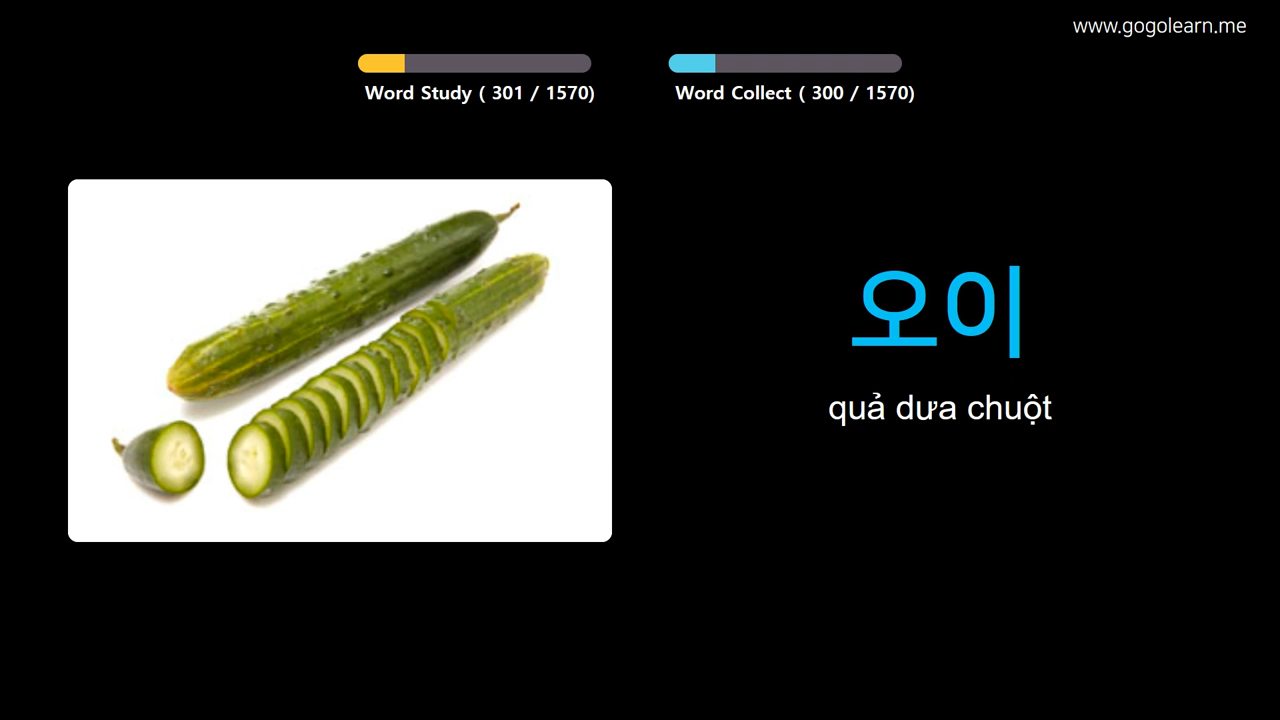 www.gogolearn.me
Word Study ( 301 / 1570)
Word Collect ( 300 / 1570)
오이
quả dưa chuột